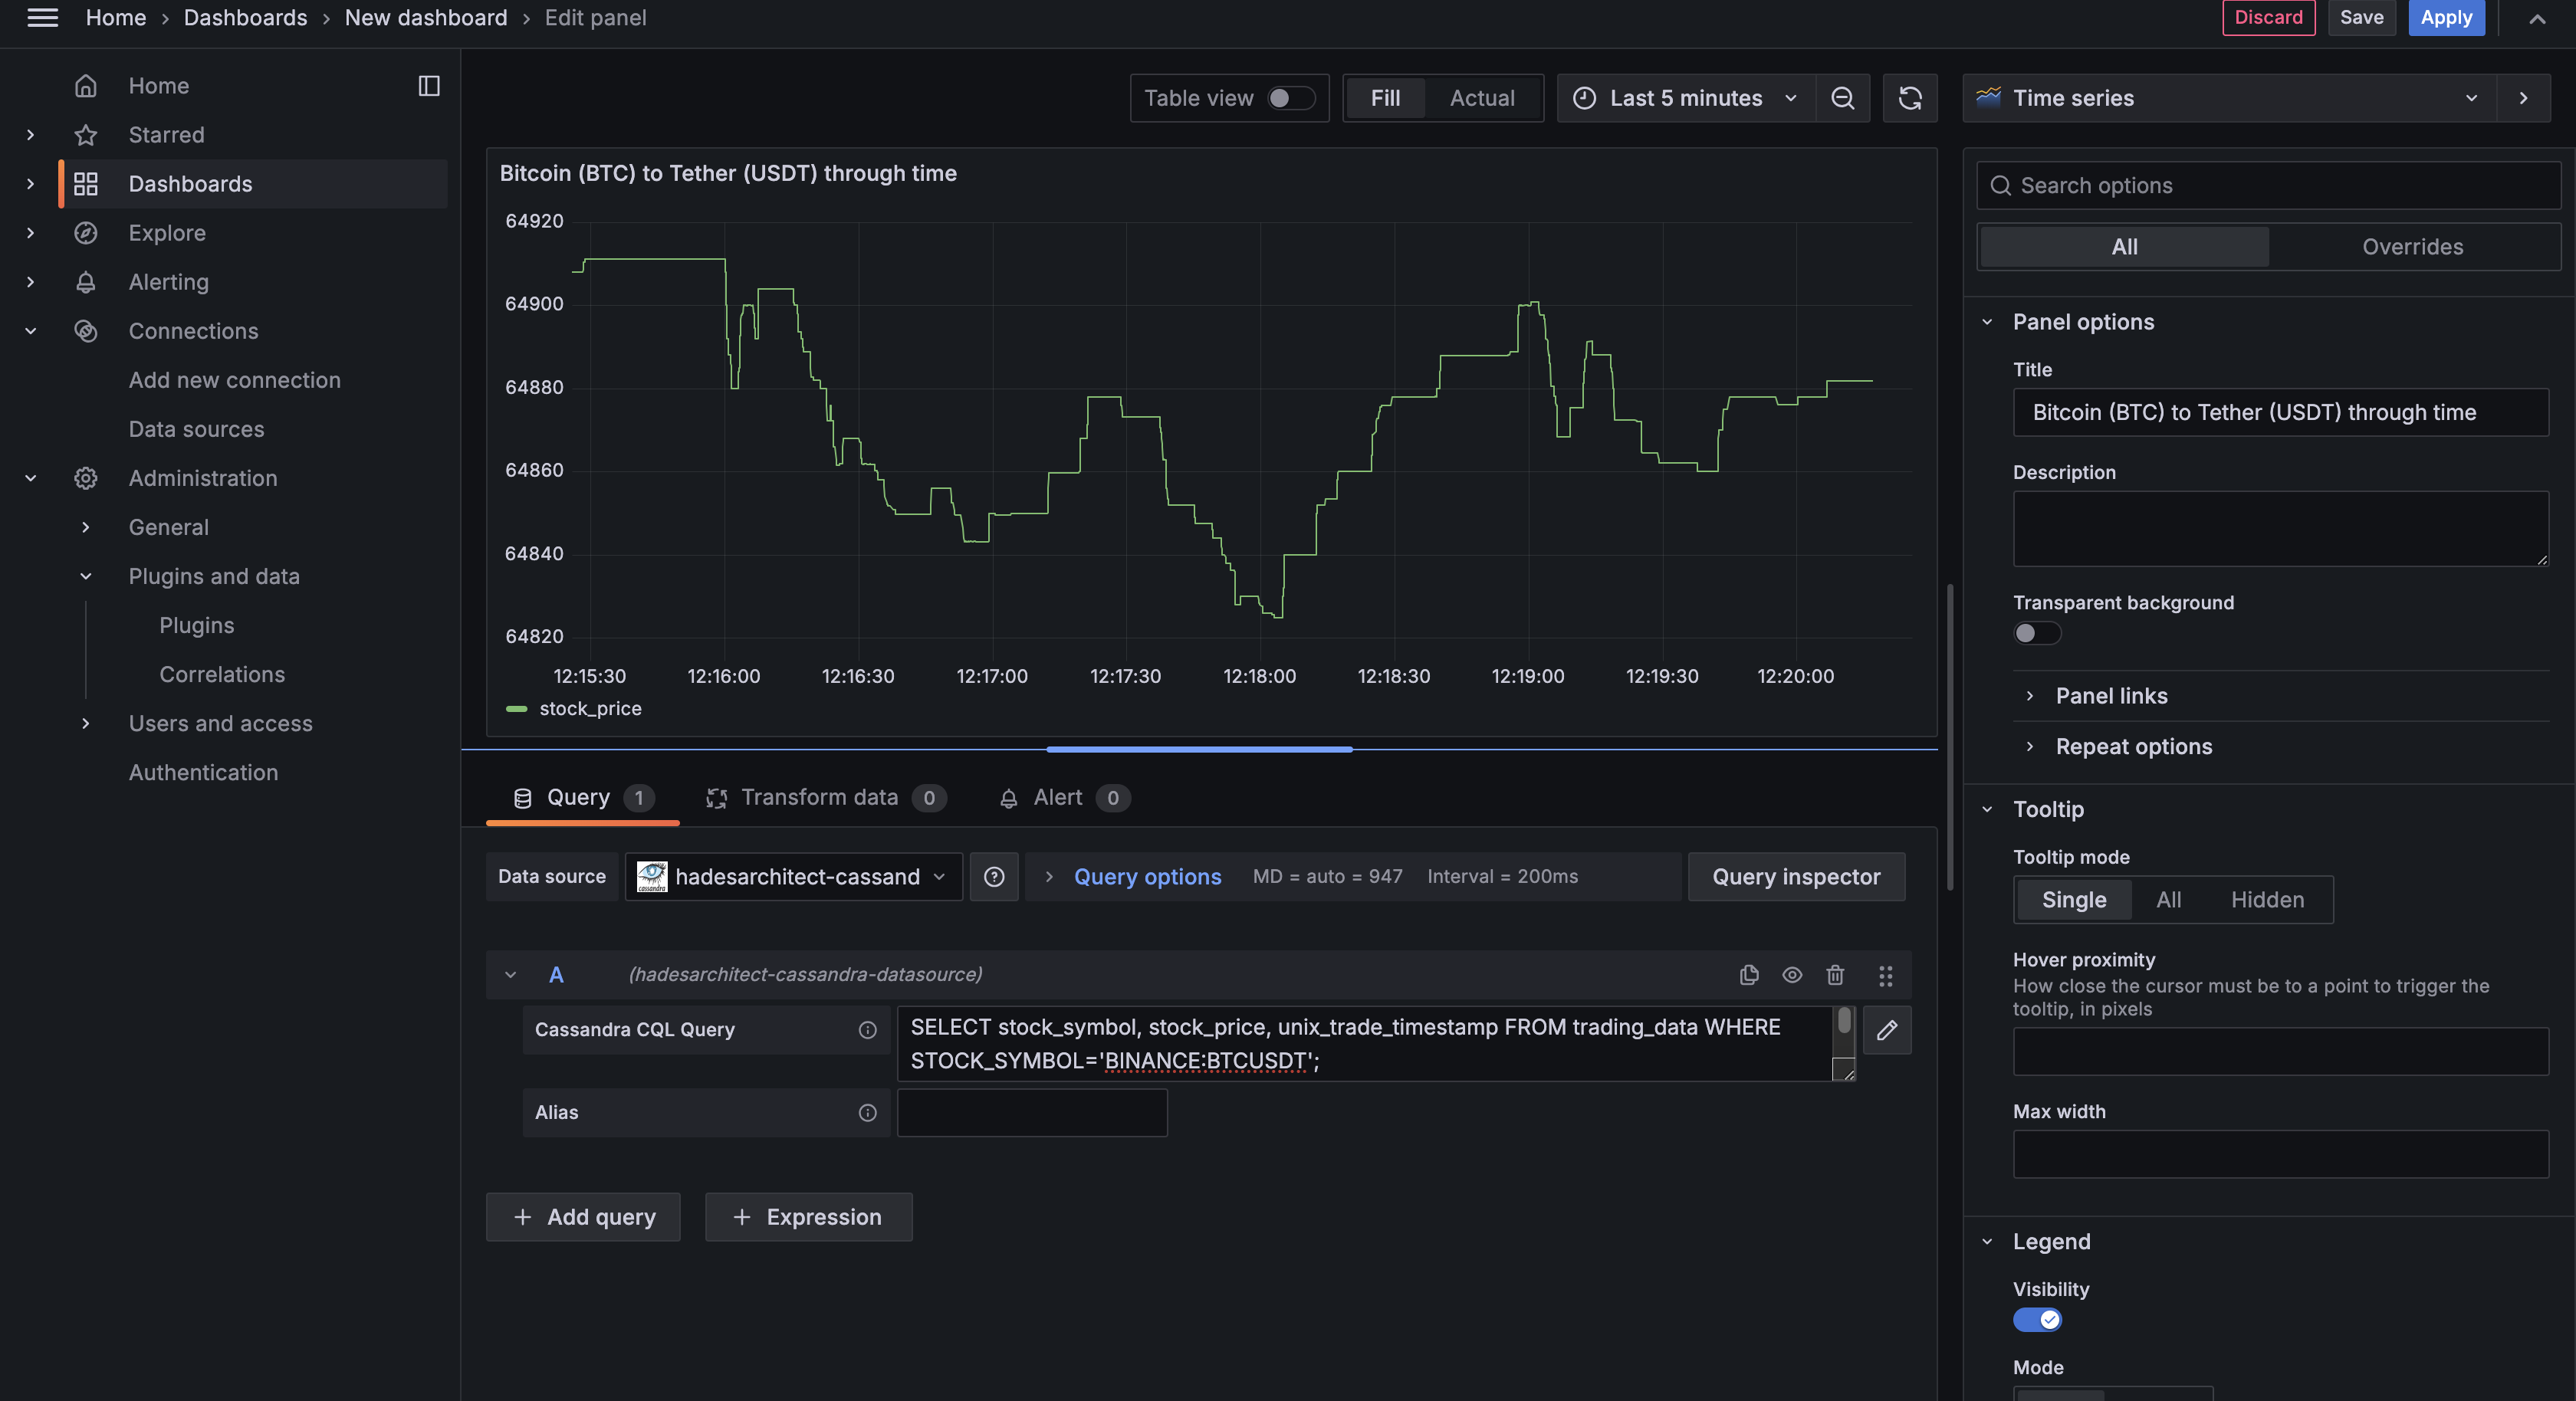 Home › Dashboards › New dashboard › Edit panel
Discard
Save
Apply
Home
Starred
Dashboards
Explore
Alerting
Connections
Add new connection
Data sources
Administration
General
Plugins and data
Plugins
Correlations
Users and access
Authentication
Table view
Fill
Actual
Last 5 minutes
Bitcoin (BTC) to Tether (USDT) through time
64920
64900
64880
64860
64840
64820
12:15:30 12:16:00 12:16:30 12:17:00 12:17:30 12:18:00 12:18:30 12:19:00 12:19:30 12:20:00
stock_price
Query 1
Transform data 0
Alert 0
Data source
cassandra
hadesarchitect-cassand
Query options
MD = auto = 947
Interval = 200ms
Query inspector
A
(hadesarchitect-cassandra-datasource)
Cassandra CQL Query
SELECT stock_symbol, stock_price, unix_trade_timestamp FROM trading_data WHERE
STOCK_SYMBOL='BINANCE:BTCUSDT';
Alias
+ Add query
+ Expression
Time series
Search options
All
Overrides
Panel options
Title
Bitcoin (BTC) to Tether (USDT) through time
Description
Transparent background
Panel links
Repeat options
Tooltip
Tooltip mode
Single
All
Hidden
Hover proximity
How close the cursor must be to a point to trigger the
tooltip, in pixels
Max width
Legend
Visibility
Mode